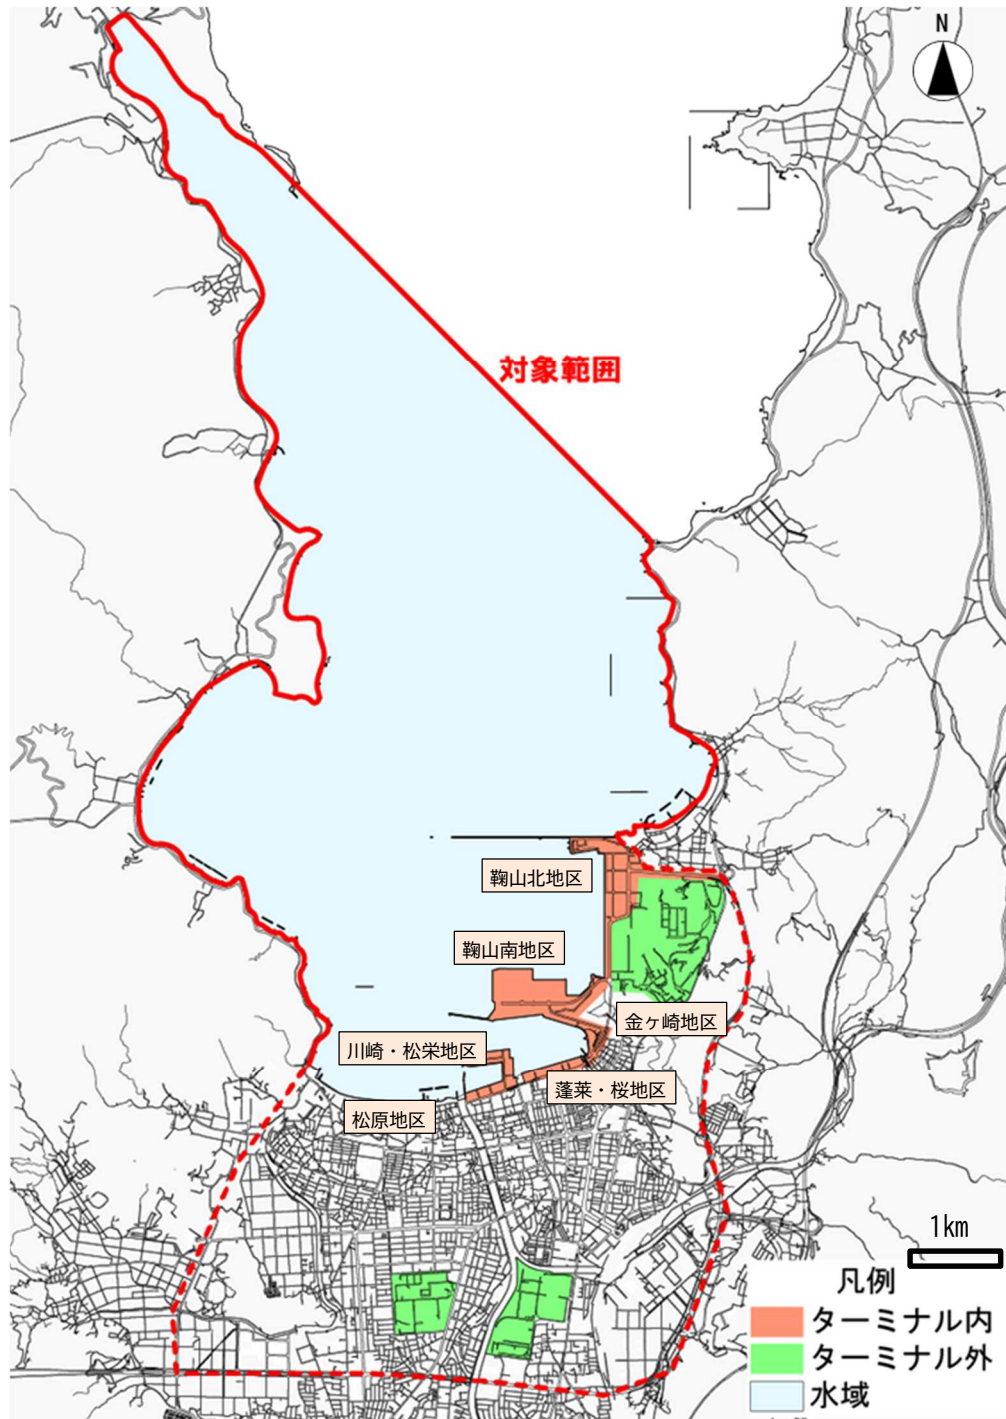 N
対象範囲
鞠山北地区
鞠山南地区
金ヶ崎地区
川崎・松栄地区
蓬莱・桜地区
松原地区
1km
凡例
ターミナル内
ターミナル外
水域